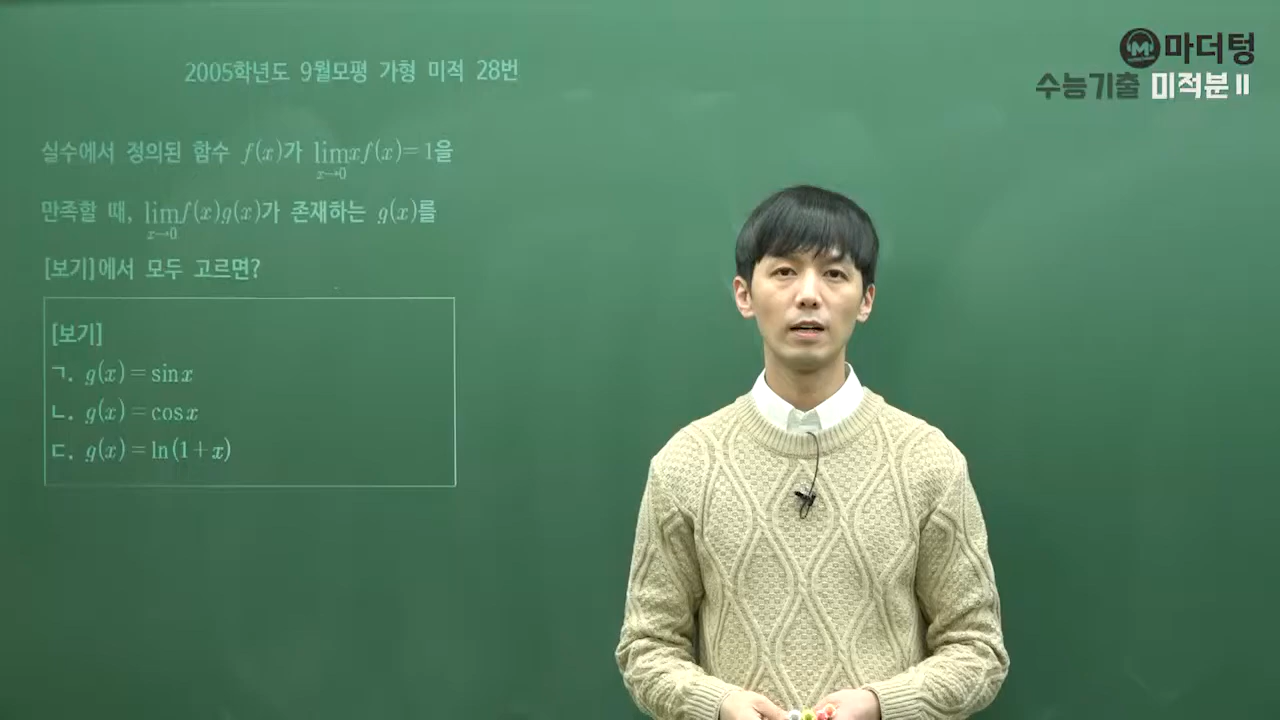 마더텅
수능기출 미적분 II
2005학년도 9월모평 가형 미적 28번
실수에서 정의된 함수 f(x)가 lim x→0 xf(x)=1을
만족할 때, lim x→0 f(x)g(x)가 존재하는 g(x)를
[보기]에서 모두 고르면?
[보기]
ㄱ. g(x)=sinx
ㄴ. g(x)=cosx
ㄷ. g(x)=ln(1+x)